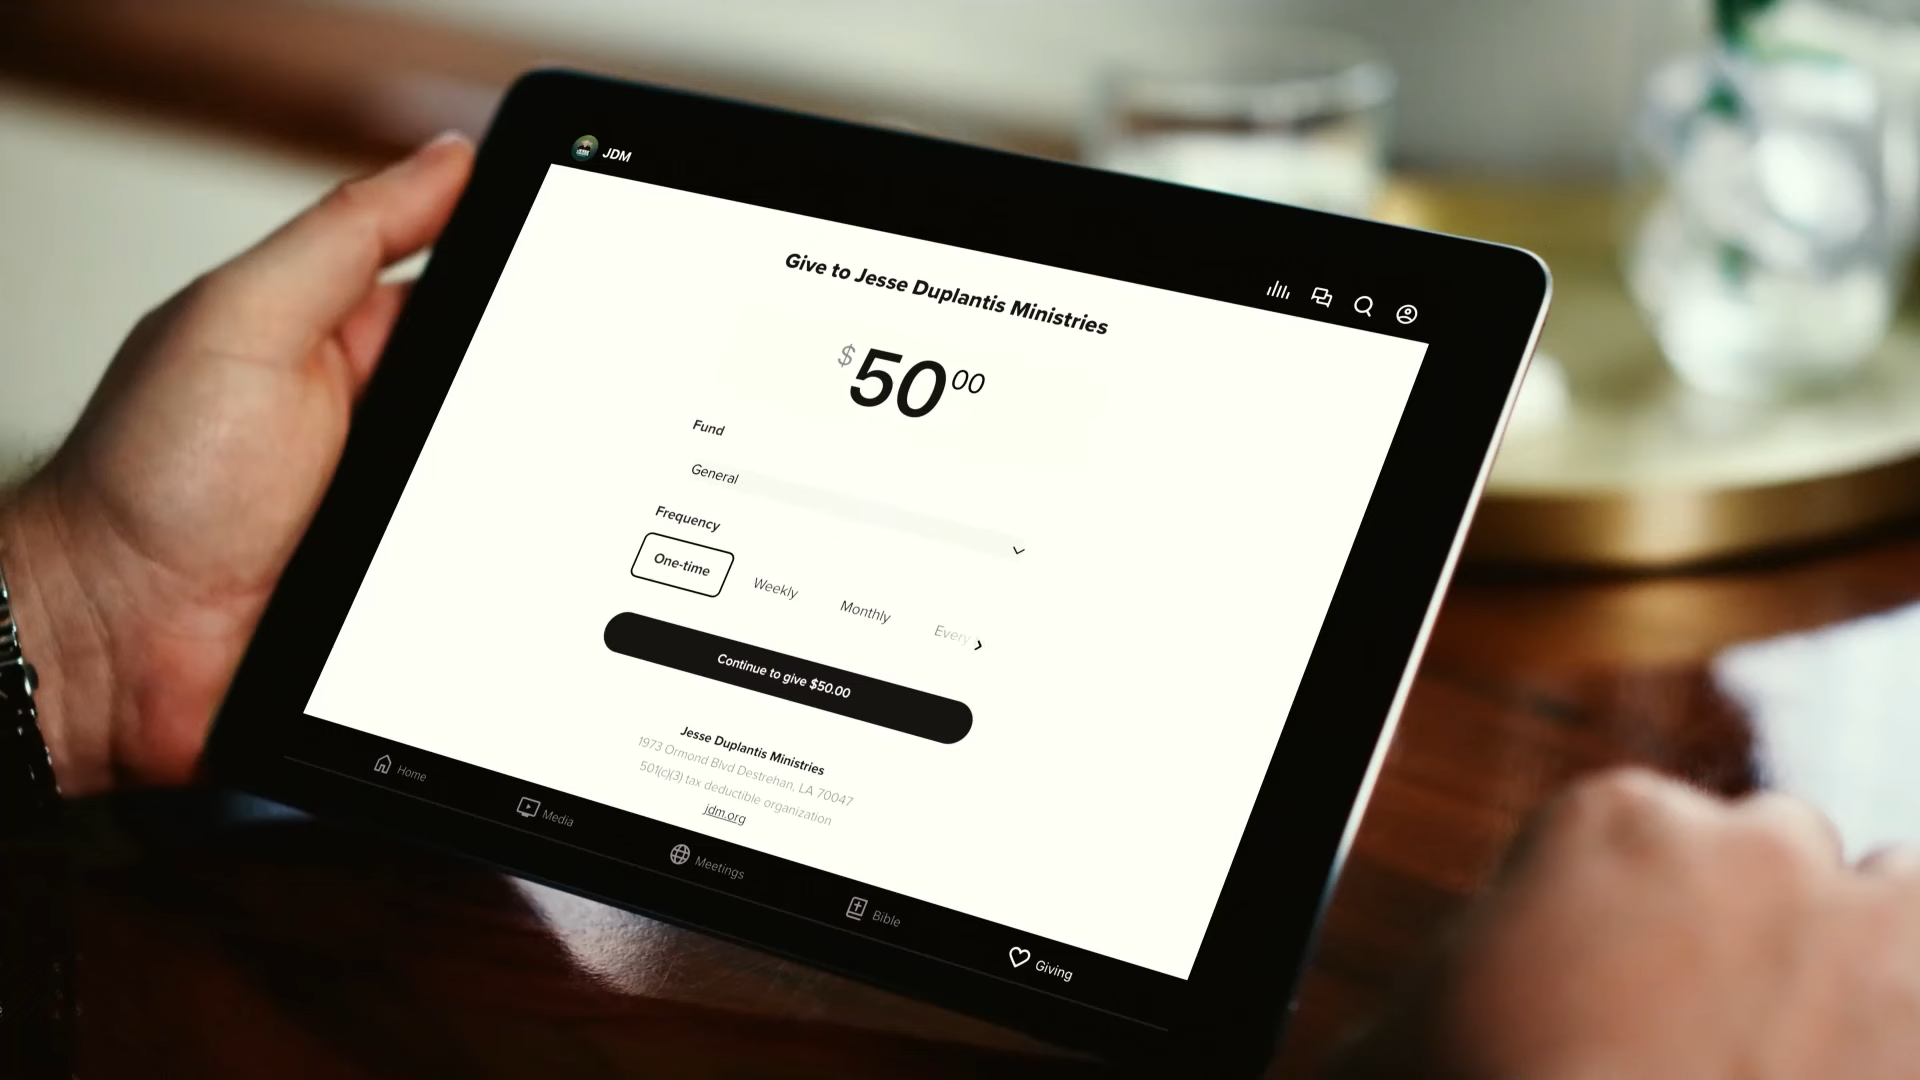 JDM
Give to Jesse Duplantis Ministries
$50 00
Fund
General
Frequency
One-time Weekly Monthly Every
Continue to give $50.00
Jesse Duplantis Ministries
1973 Ormond Blvd Destrehan, LA 70047
501(c)(3) tax deductible organization
jdm.org
Home Media Meetings Bible Giving